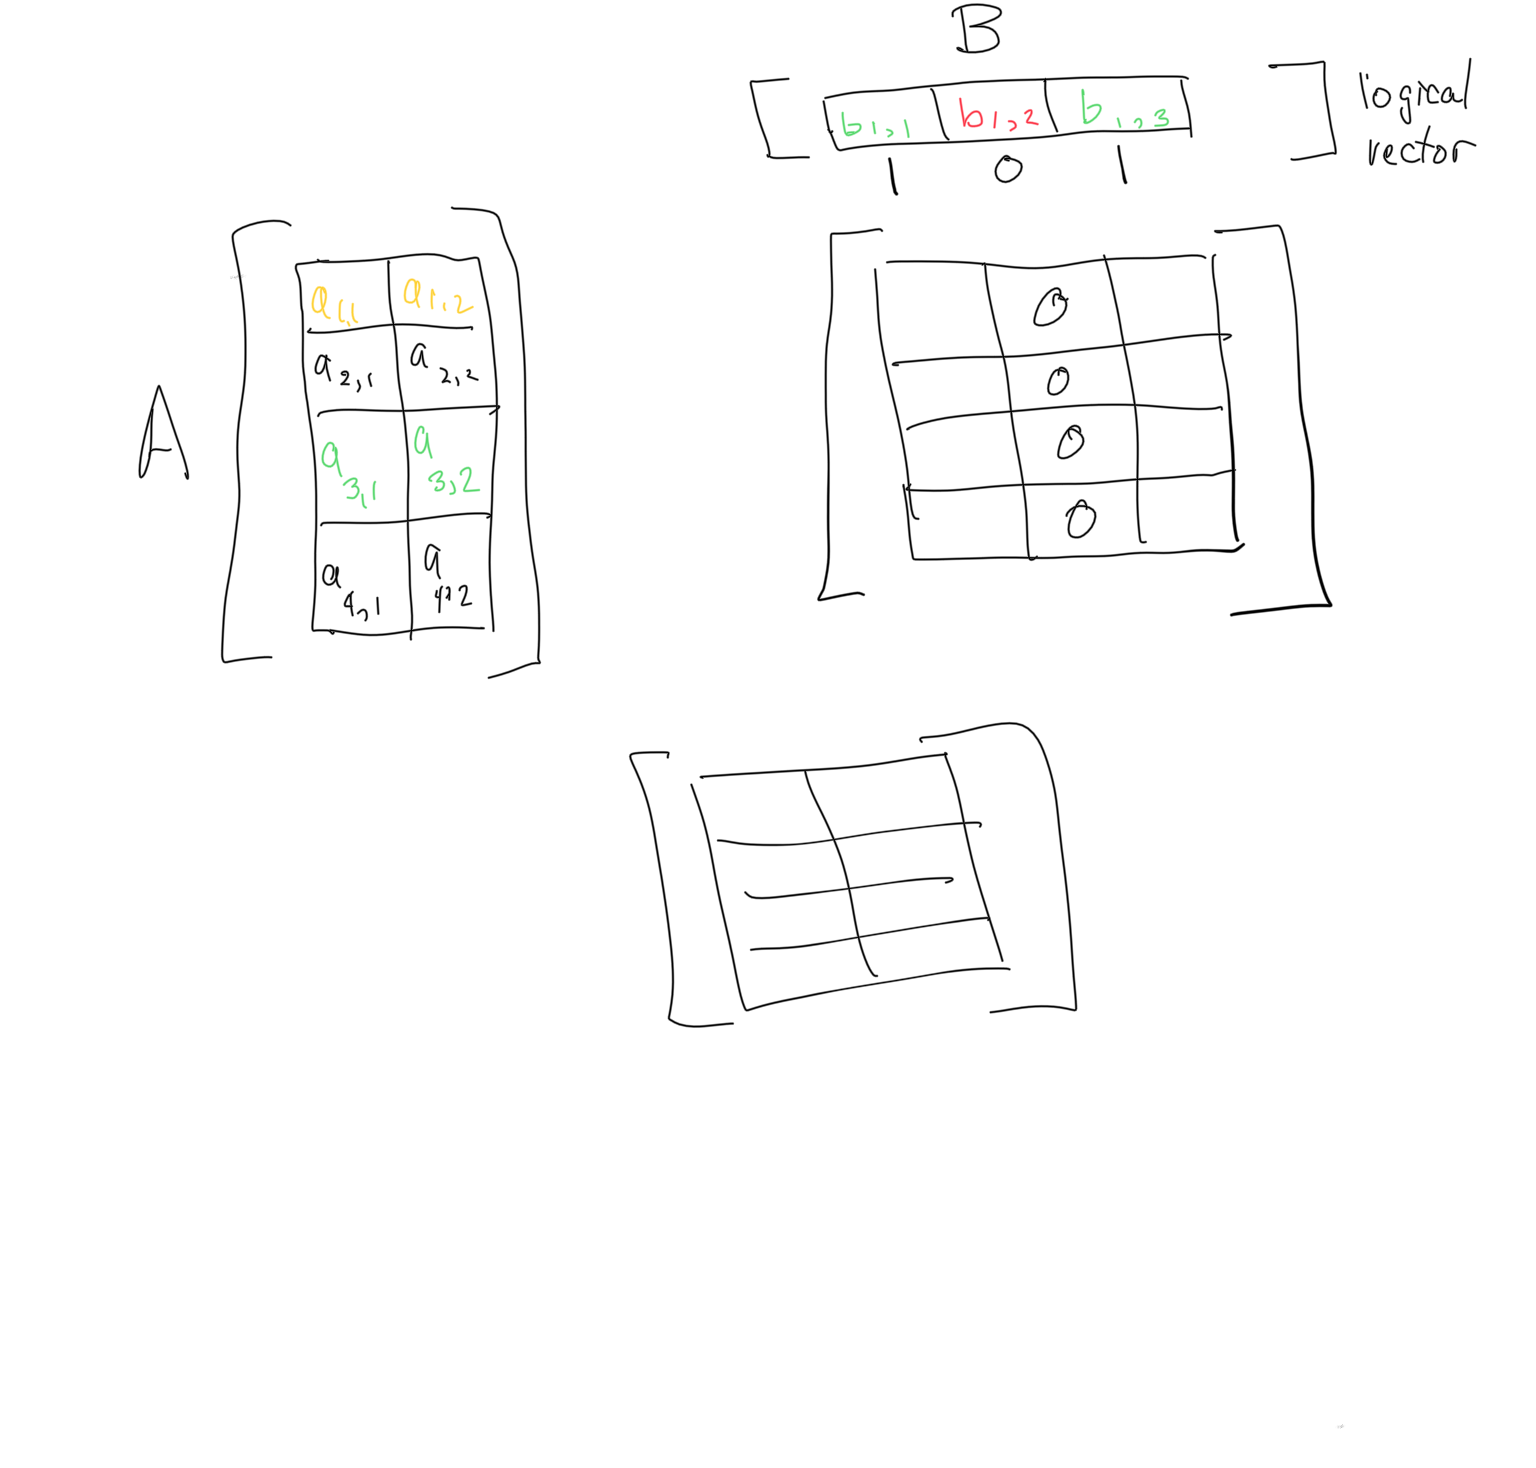 B
b1,1 b1,2 b1,3
logical
vector
1 0 1
A
a1,1 a1,2
a2,1 a2,2
a3,1 a3,2
a4,1 a4,2
0
0
0
0